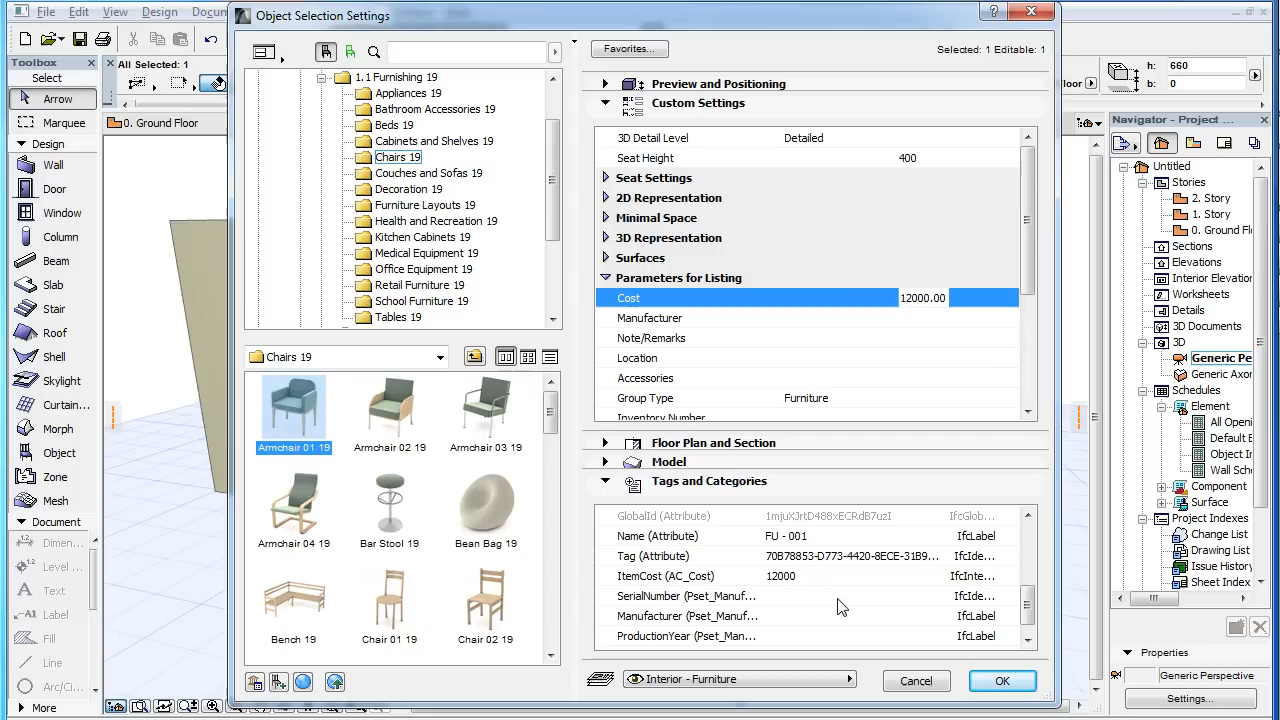 File Edit View Design Docum
Object Selection Settings
Toolbox
Select
Arrow
Marquee
Design
Wall
Door
Window
Column
Beam
Slab
Stair
Roof
Shell
Skylight
Curtain...
Morph
Object
Zone
Mesh
Document
Dimen...
Level ...
Text
Label
Fill
Line
Arc/Ci...
More
All Selected: 1
0. Ground Floor
1.1 Furnishing 19
Appliances 19
Bathroom Accessories 19
Beds 19
Cabinets and Shelves 19
Chairs 19
Couches and Sofas 19
Decoration 19
Furniture Layouts 19
Health and Recreation 19
Kitchen Cabinets 19
Medical Equipment 19
Office Equipment 19
Retail Furniture 19
School Furniture 19
Tables 19
Chairs 19
Armchair 01 19 Armchair 02 19 Armchair 03 19
Armchair 04 19 Bar Stool 19 Bean Bag 19
Bench 19 Chair 01 19 Chair 02 19
Favorites...
Selected: 1 Editable: 1
Preview and Positioning
Custom Settings
3D Detail Level Detailed
Seat Height 400
Seat Settings
2D Representation
Minimal Space
3D Representation
Surfaces
Parameters for Listing
Cost 12000.00
Manufacturer
Note/Remarks
Location
Accessories
Group Type Furniture
Inventory Number
Floor Plan and Section
Model
Tags and Categories
GlobalId (Attribute) 1mjuXJrtD488xECRdB7uzI IfcGlob...
Name (Attribute) FU - 001 IfcLabel
Tag (Attribute) 70B78853-D773-4420-8ECE-31B9... IfcIde...
ItemCost (AC_Cost) 12000 IfcInte...
SerialNumber (Pset_Manuf... IfcIde...
Manufacturer (Pset_Manuf... IfcLabel
ProductionYear (Pset_Man... IfcLabel
Interior - Furniture
Cancel OK
h: 660
b: 0
Floor
Navigator - Project ...
Untitled
Stories
2. Story
1. Story
0. Ground Fl
Sections
Elevations
Interior Elevatio
Worksheets
Details
3D Documents
3D
Generic Pe
Generic Axon
Schedules
Element
All Openi
Default E
Object In
Wall Sche
Component
Surface
Project Indexes
Change List
Drawing List
Issue History
Sheet Index
Properties
Generic Perspective
Settings...